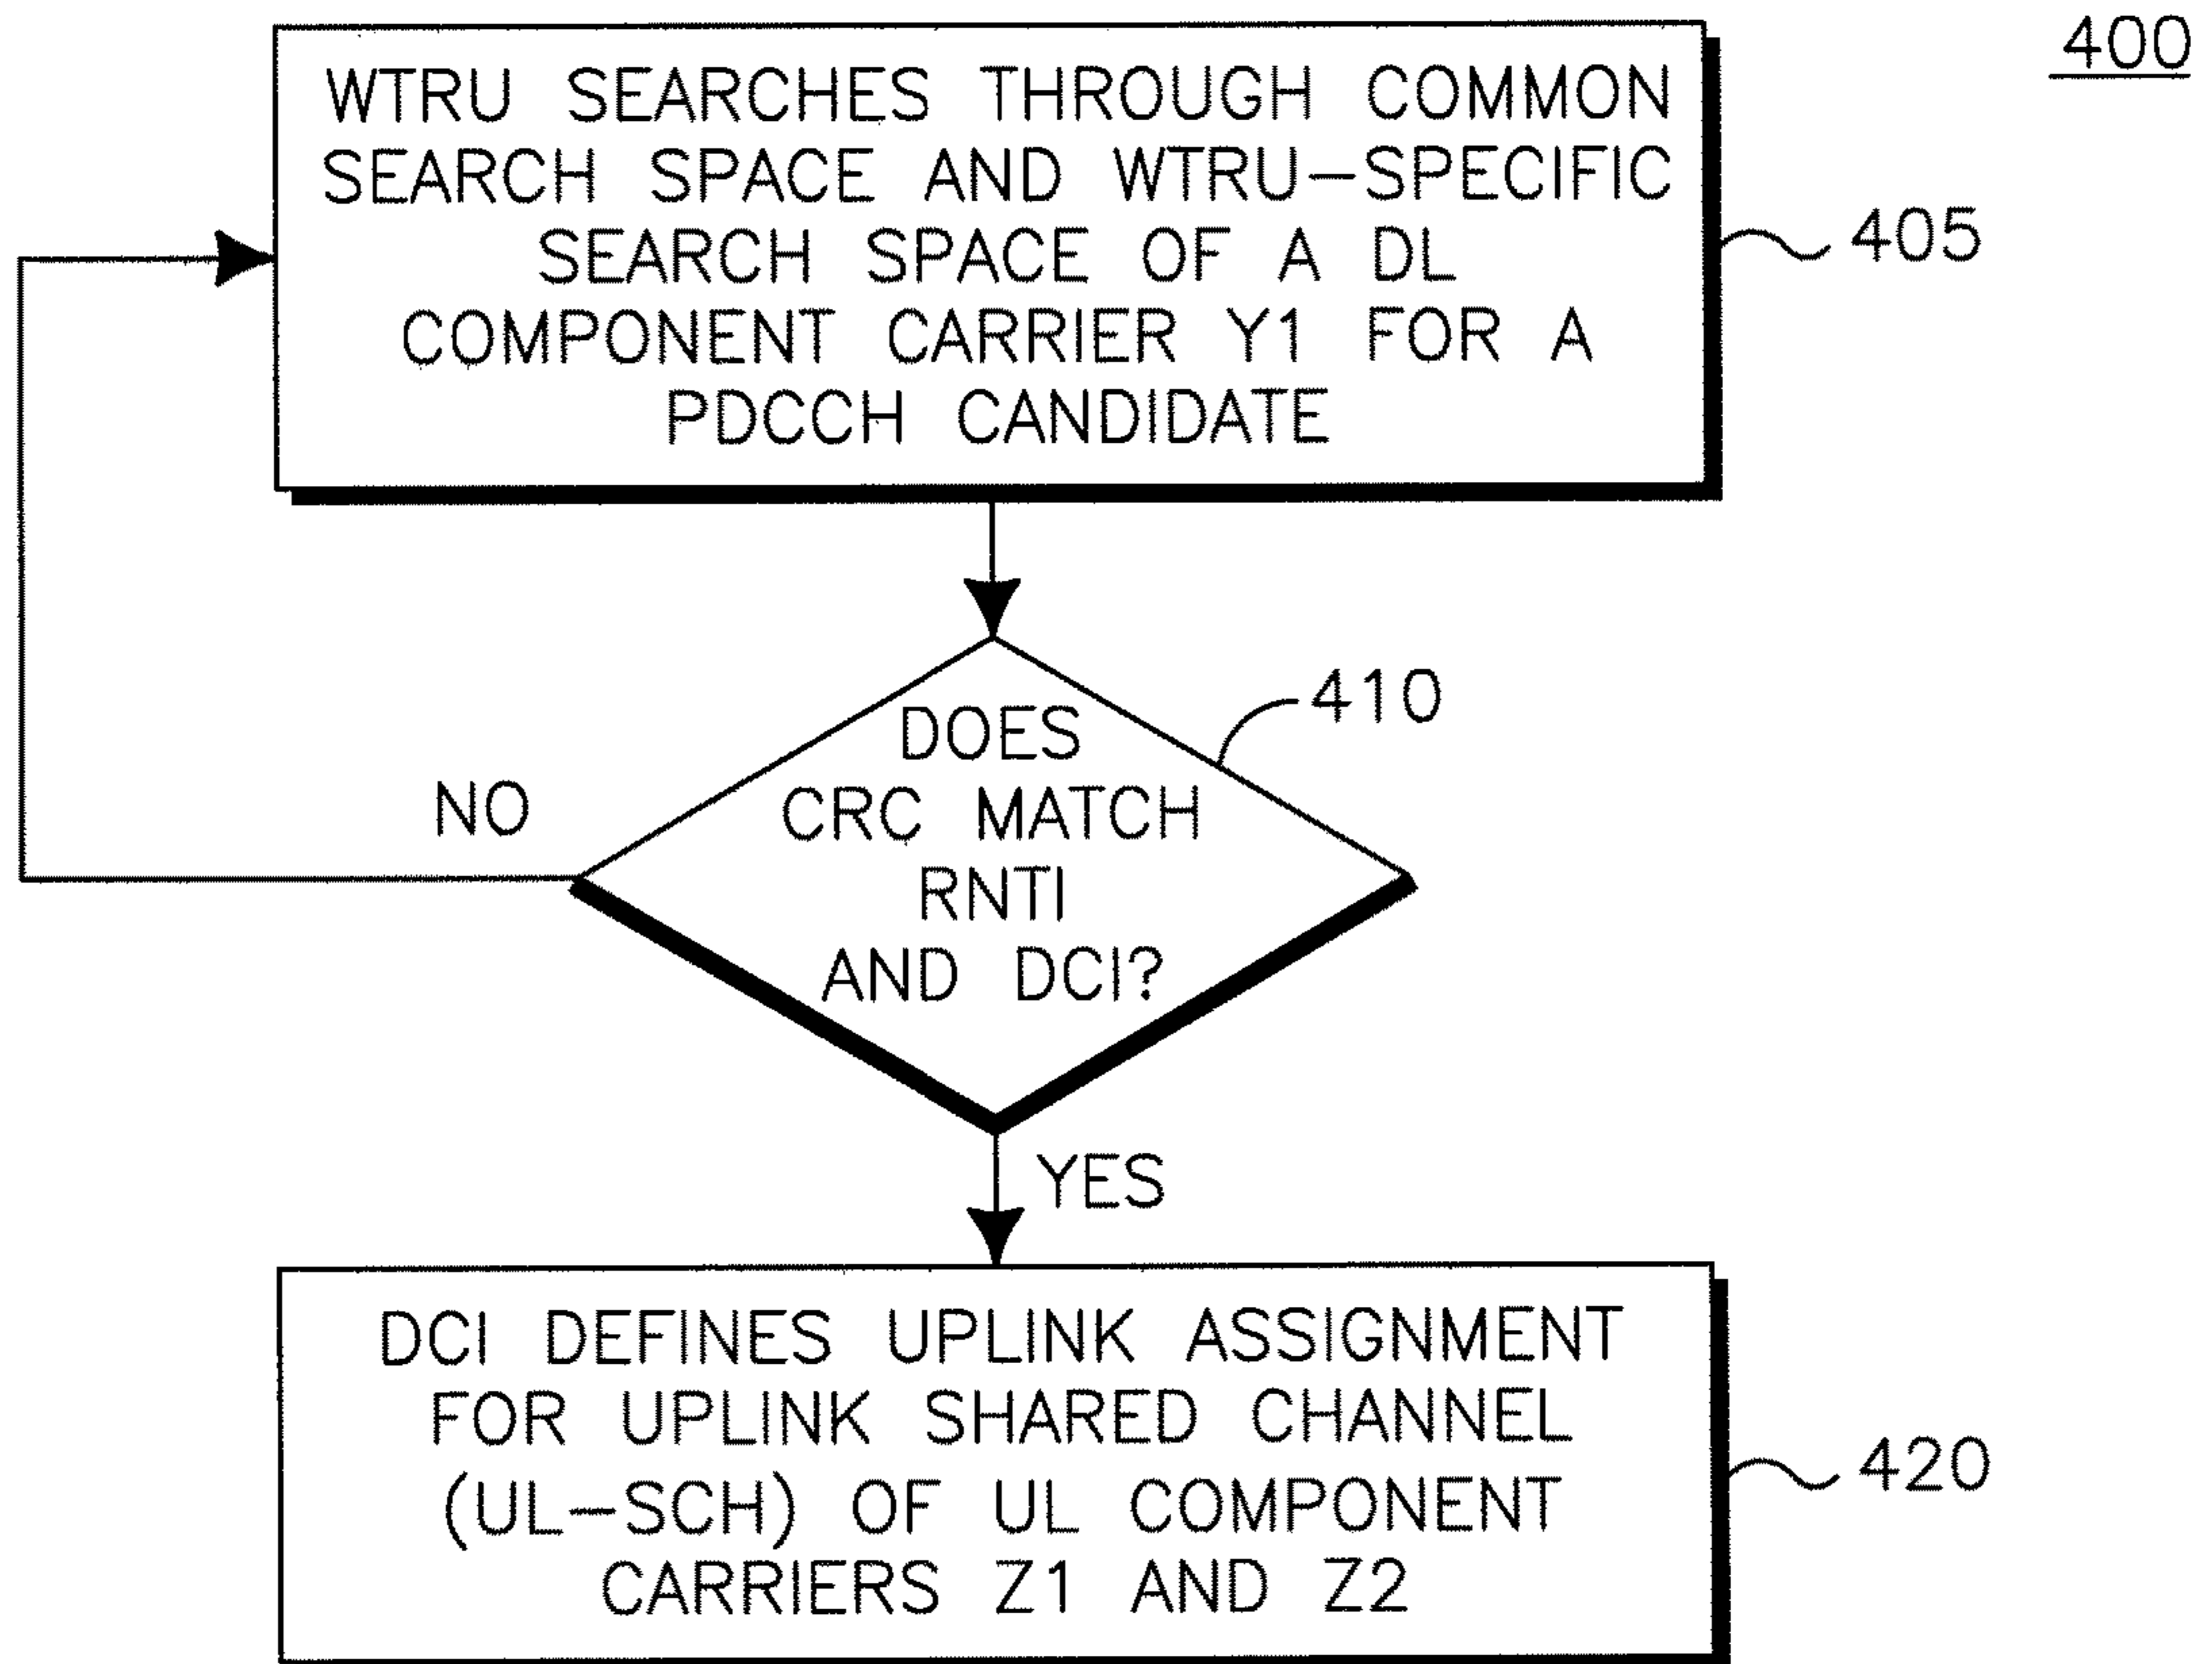 400
WTRU SEARCHES THROUGH COMMON
SEARCH SPACE AND WTRU-SPECIFIC
SEARCH SPACE OF A DL
COMPONENT CARRIER Y1 FOR A
PDCCH CANDIDATE
405
DOES
CRC MATCH
RNTI
AND DCI?
410
NO
YES
DCI DEFINES UPLINK ASSIGNMENT
FOR UPLINK SHARED CHANNEL
(UL-SCH) OF UL COMPONENT
CARRIERS Z1 AND Z2
420